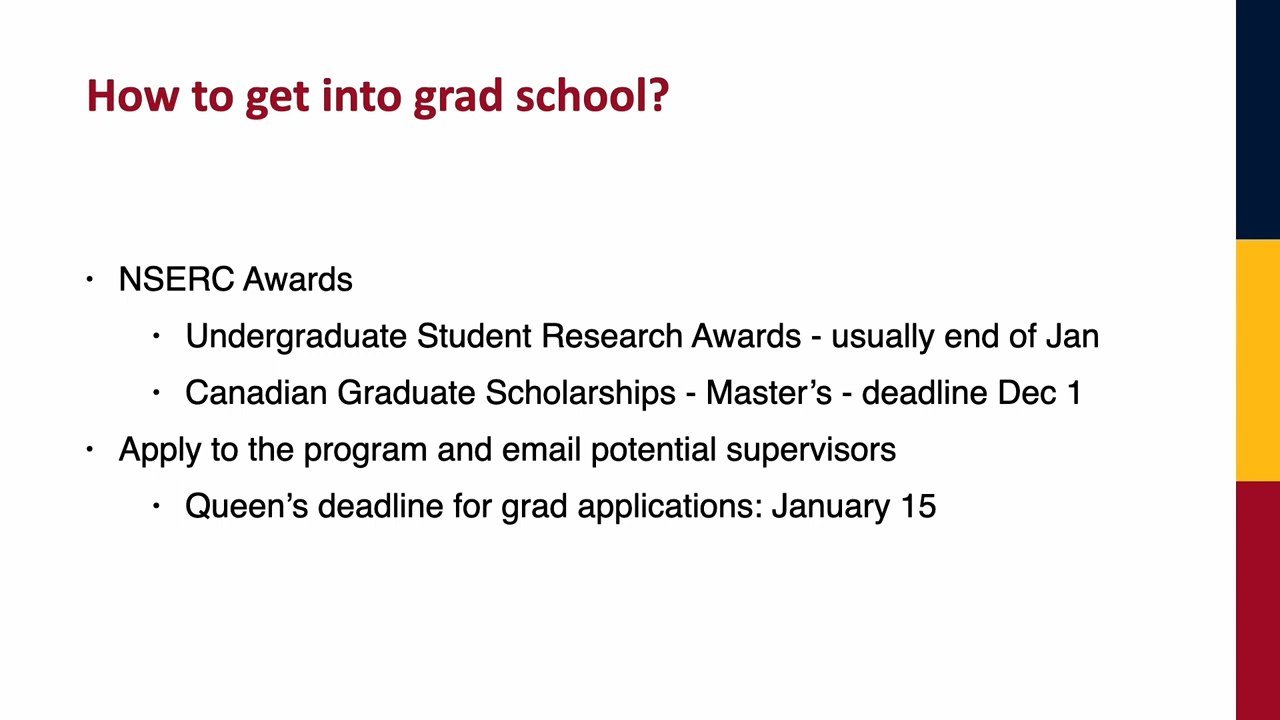 How to get into grad school?
• NSERC Awards
• Undergraduate Student Research Awards - usually end of Jan
• Canadian Graduate Scholarships - Master’s - deadline Dec 1
• Apply to the program and email potential supervisors
• Queen’s deadline for grad applications: January 15